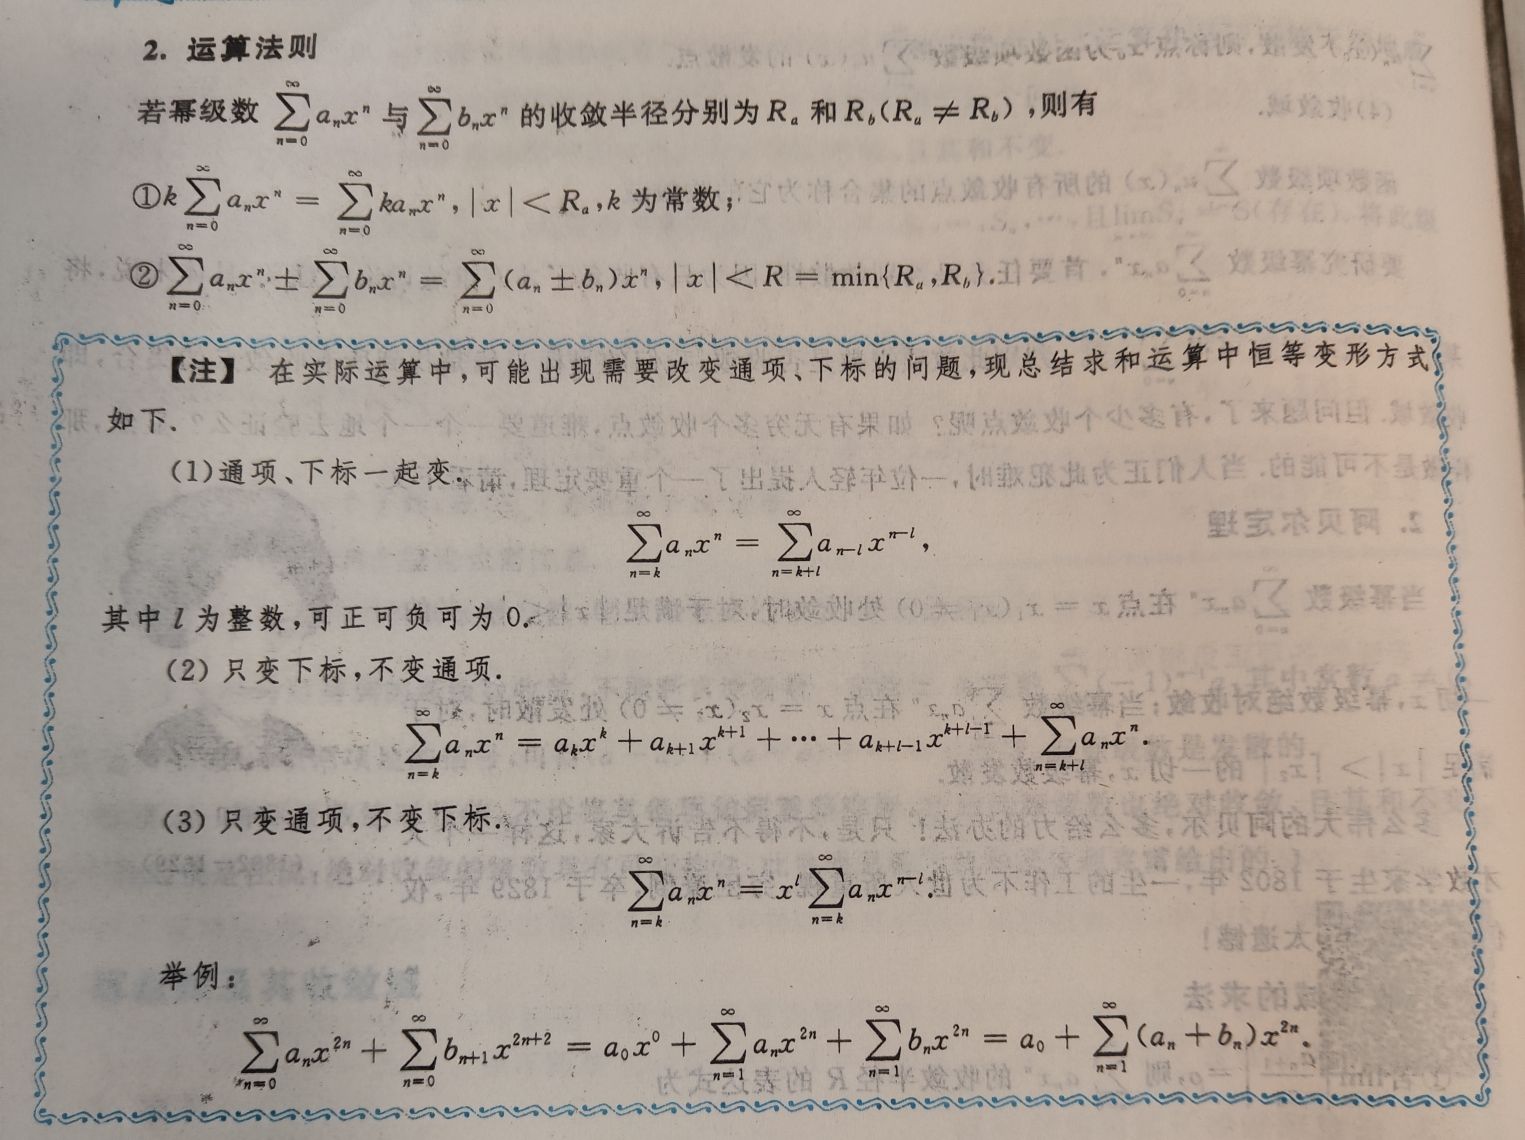 2. 运算法则
若幂级数 $\sum_{n=0}^{\infty} a_n x^n$ 与 $\sum_{n=0}^{\infty} b_n x^n$ 的收敛半径分别为 $R_a$ 和 $R_b (R_a \neq R_b)$,则有
① $k \sum_{n=0}^{\infty} a_n x^n = \sum_{n=0}^{\infty} k a_n x^n, |x| < R_a$,k 为常数;
② $\sum_{n=0}^{\infty} a_n x^n \pm \sum_{n=0}^{\infty} b_n x^n = \sum_{n=0}^{\infty} (a_n \pm b_n) x^n, |x| < R = \min\{R_a, R_b\}$.
【注】 在实际运算中,可能出现需要改变通项、下标的问题,现总结求和运算中恒等变形方式
如下.
(1)通项、下标一起变.
$\sum_{n=k}^{\infty} a_n x^n = \sum_{n=k+l}^{\infty} a_{n-l} x^{n-l}$,
其中 l 为整数,可正可负可为 0.
(2) 只变下标,不变通项.
$\sum_{n=k}^{\infty} a_n x^n = a_k x^k + a_{k+1} x^{k+1} + \cdots + a_{k+l-1} x^{k+l-1} + \sum_{n=k+l}^{\infty} a_n x^n$.
(3) 只变通项,不变下标.
$\sum_{n=k}^{\infty} a_n x^n = x^l \sum_{n=k}^{\infty} a_n x^{n-l}$.
举例:
$\sum_{n=0}^{\infty} a_n x^{2n} + \sum_{n=0}^{\infty} b_{n+1} x^{2n+2} = a_0 x^0 + \sum_{n=1}^{\infty} a_n x^{2n} + \sum_{n=1}^{\infty} b_n x^{2n} = a_0 + \sum_{n=1}^{\infty} (a_n + b_n) x^{2n}$.